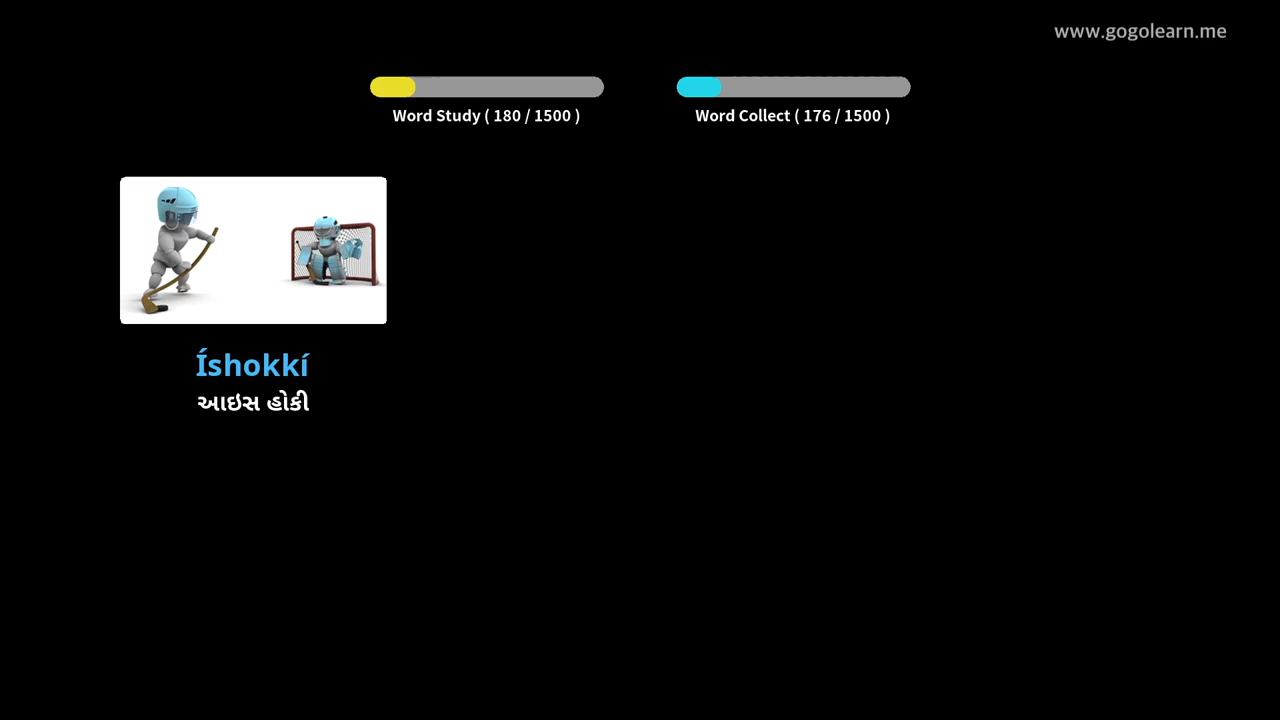 www.gogolearn.me
Word Study ( 180 / 1500 )
Word Collect ( 176 / 1500 )
Íshokkí
આઇસ હોકી